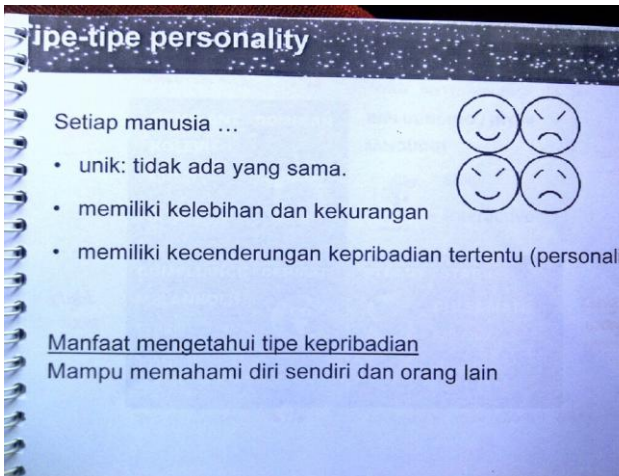 Tipe-tipe personality
Setiap manusia ...
• unik: tidak ada yang sama.
• memiliki kelebihan dan kekurangan
• memiliki kecenderungan kepribadian tertentu (personal
Manfaat mengetahui tipe kepribadian
Mampu memahami diri sendiri dan orang lain